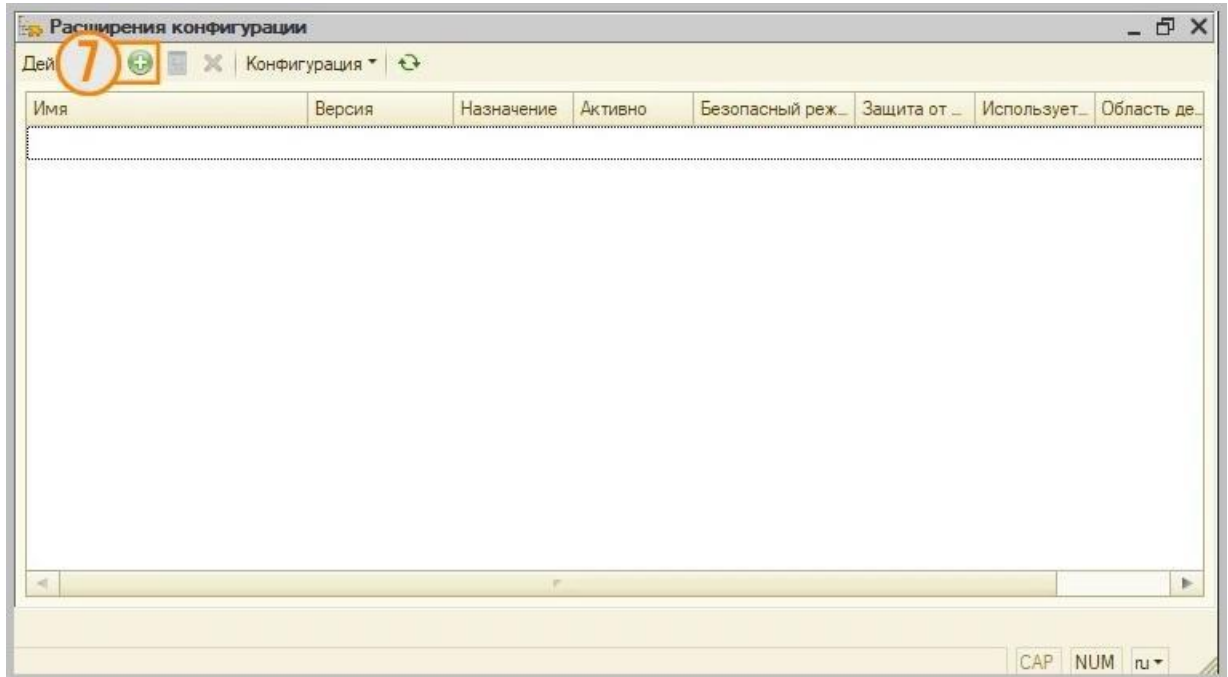 Расширения конфигурации
Дей 7 Конфигурация
Имя Версия Назначение Активно Безопасный реж... Защита от ... Использует... Область де...
CAP NUM ru